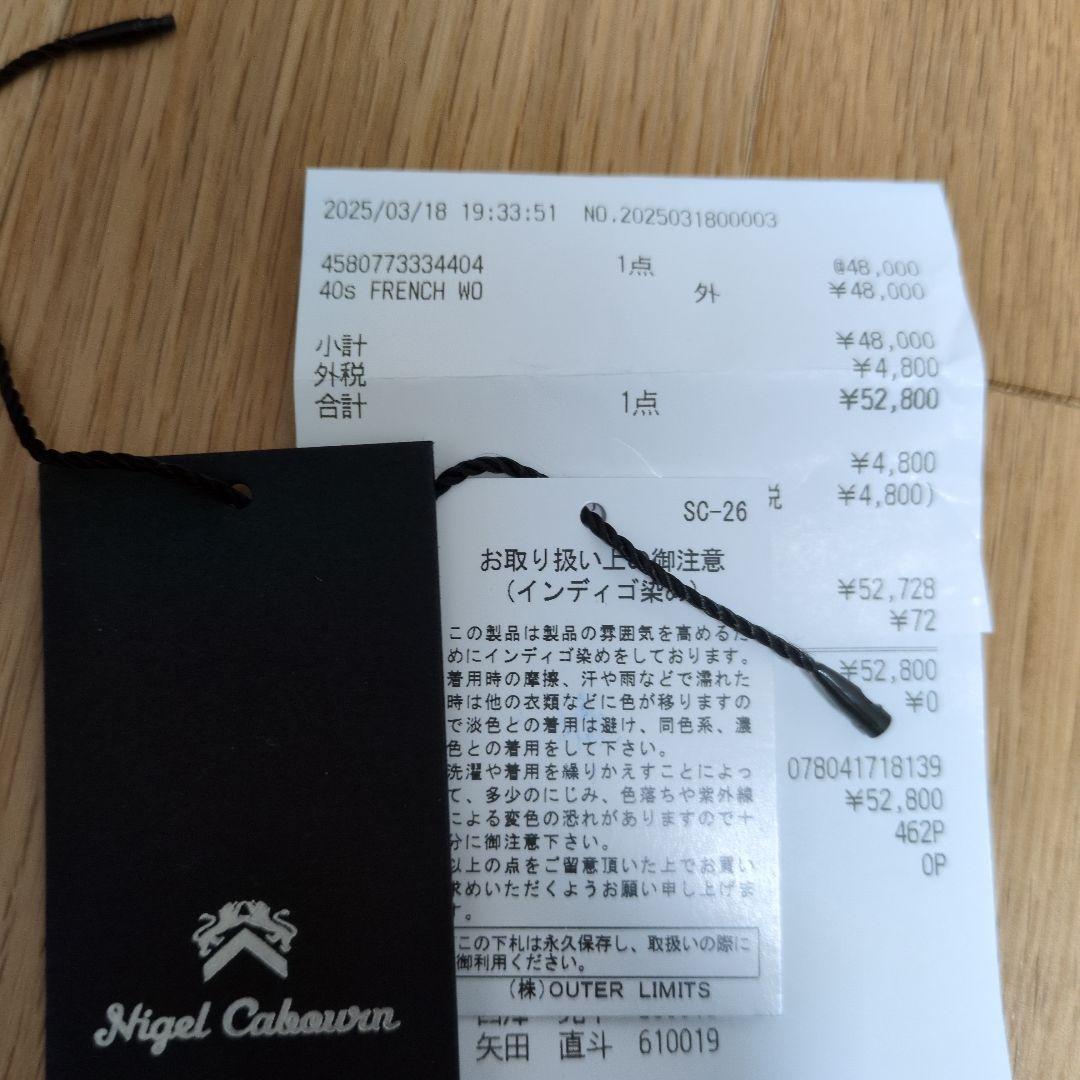 2025/03/18 19:33:51 NO.2025031800003
4580773334404 1点 @48,000
40s FRENCH WO 外 ¥48,000
小計 ¥48,000
外税 ¥4,800
合計 1点 ¥52,800
¥4,800
税 ¥4,800)
¥52,728
¥72
¥52,800
¥0
078041718139
¥52,800
462P
0P
矢田 直斗 610019
SC-26
お取り扱い上の御注意
(インディゴ染め)
この製品は製品の雰囲気を高めるた
めにインディゴ染めをしております。
着用時の摩擦、汗や雨などで濡れた
時は他の衣類などに色が移りますの
で淡色との着用は避け、同色系、濃
色との着用をして下さい。
洗濯や着用を繰りかえすことによっ
て、多少のにじみ、色落ちや紫外線
による変色の恐れがありますので十
分に御注意下さい。
以上の点をご留意頂いた上でお買い
求めいただくようお願い申し上げま
す。
この下札は永久保存し、取扱いの際に
御利用ください。
(株)OUTER LIMITS
Nigel Cabourn